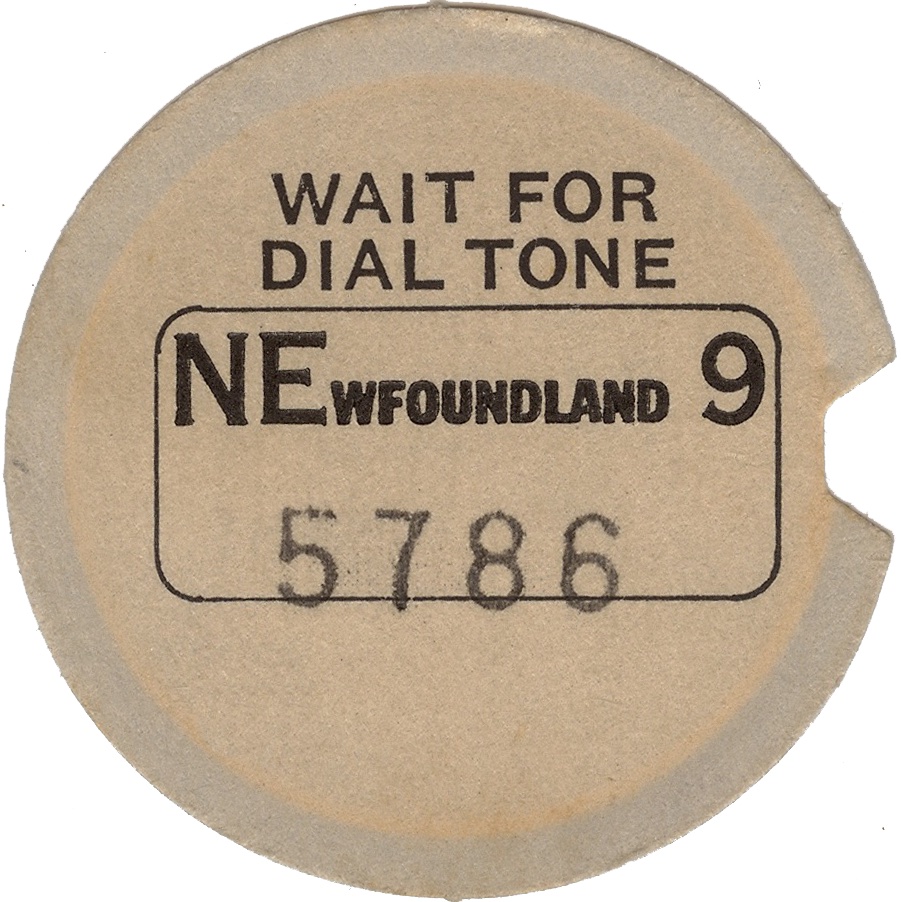 WAIT FOR
DIAL TONE
NEWFOUNDLAND 9
5786